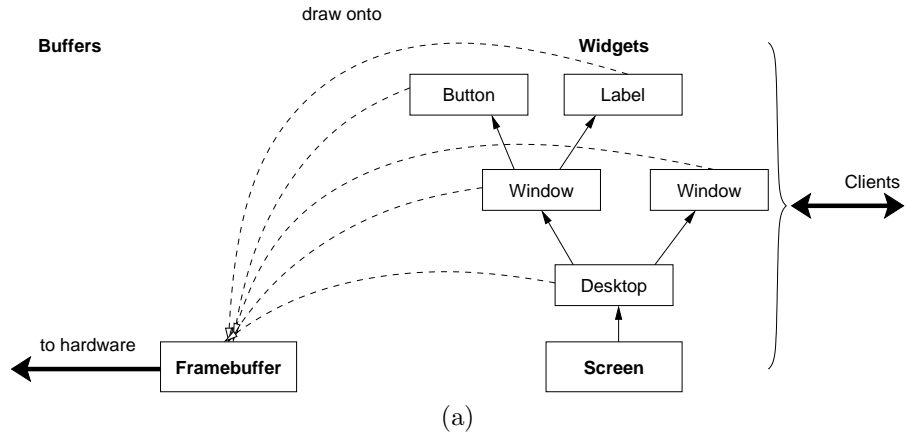 draw onto
Buffers
Widgets
Button
Label
Window
Window
Clients
Desktop
to hardware
Framebuffer
Screen
(a)